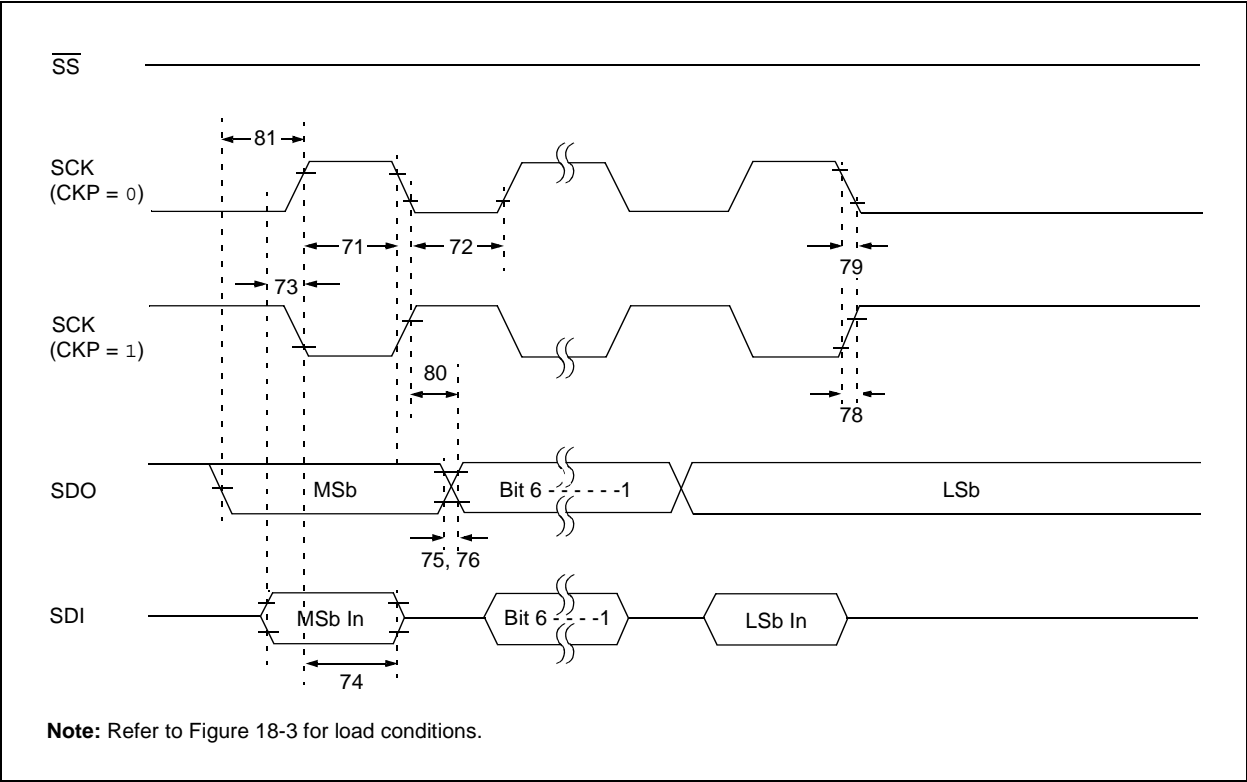 SS
81
SCK
(CKP = 0)
71
72
79
73
SCK
(CKP = 1)
80
78
SDO
MSb
Bit 6 - - - - - - -1
LSb
75, 76
SDI
MSb In
Bit 6 - - - - -1
LSb In
74
Note: Refer to Figure 18-3 for load conditions.